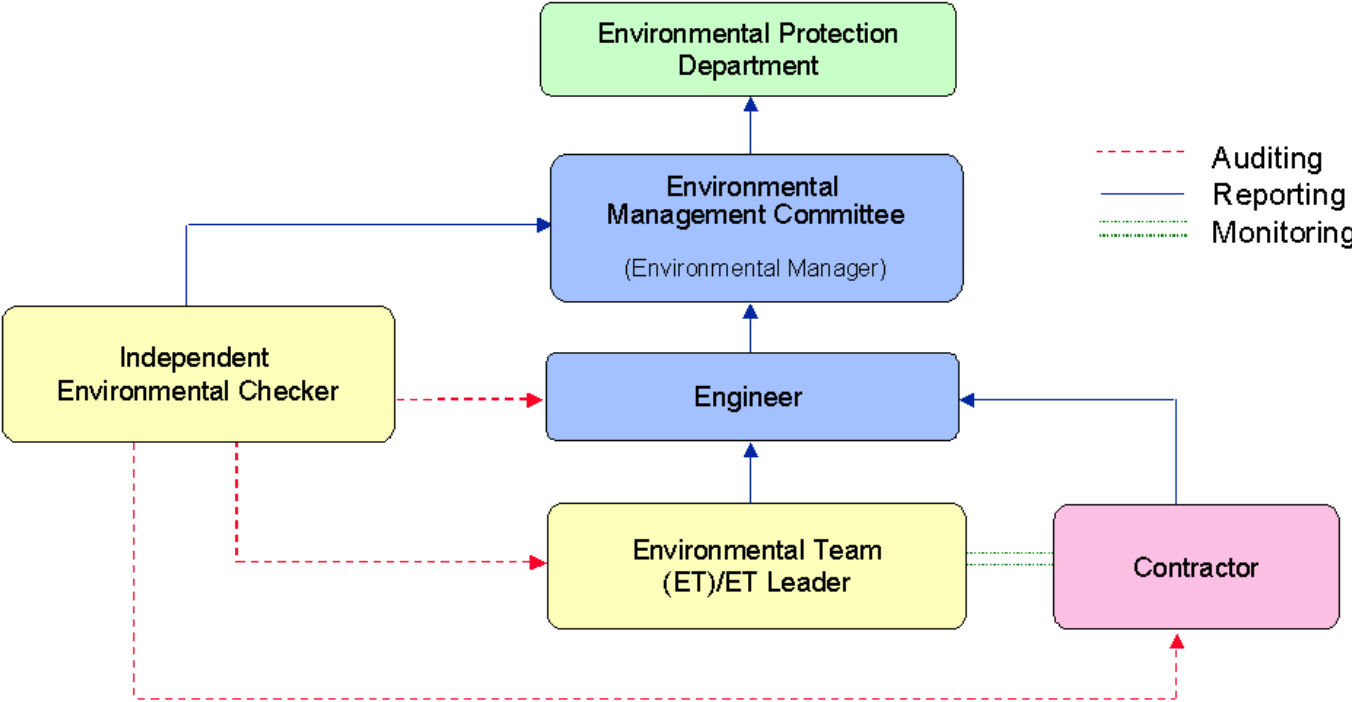 Environmental Protection
Department
Environmental
Management Committee
(Environmental Manager)
Auditing
Reporting
Monitoring
Independent
Environmental Checker
Engineer
Environmental Team
(ET)/ET Leader
Contractor